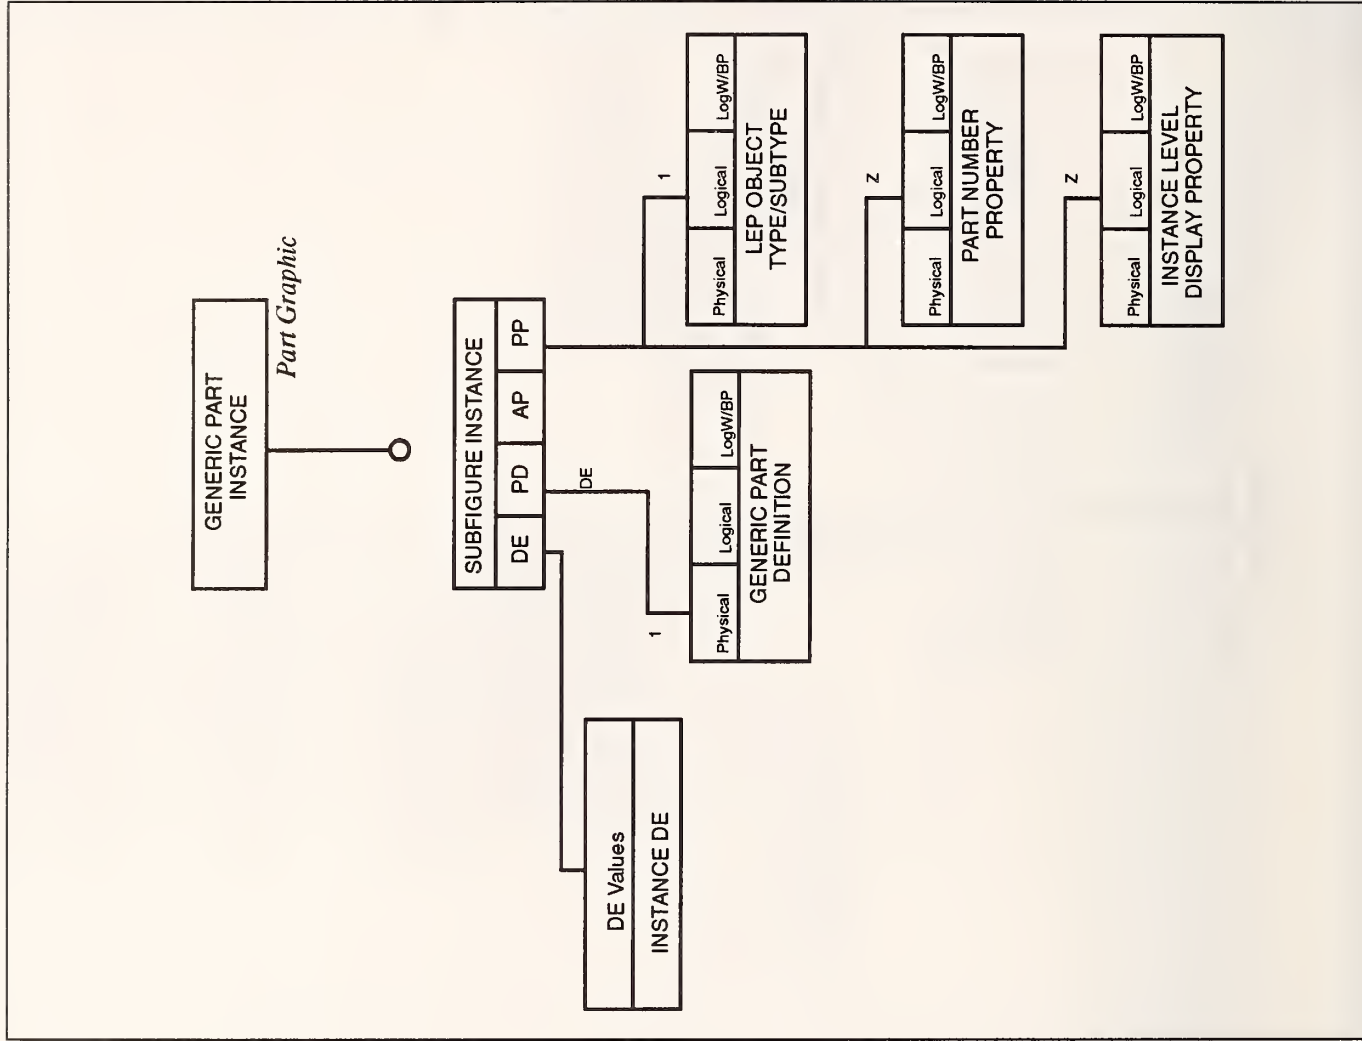 GENERIC PART
INSTANCE
Part Graphic
SUBFIGURE INSTANCE
DE PD AP PP
DE
1
1
Z
Z
DE Values
INSTANCE DE
Physical Logical LogW/BP
GENERIC PART
DEFINITION
Physical Logical LogW/BP
LEP OBJECT
TYPE/SUBTYPE
Physical Logical LogW/BP
PART NUMBER
PROPERTY
Physical Logical LogW/BP
INSTANCE LEVEL
DISPLAY PROPERTY